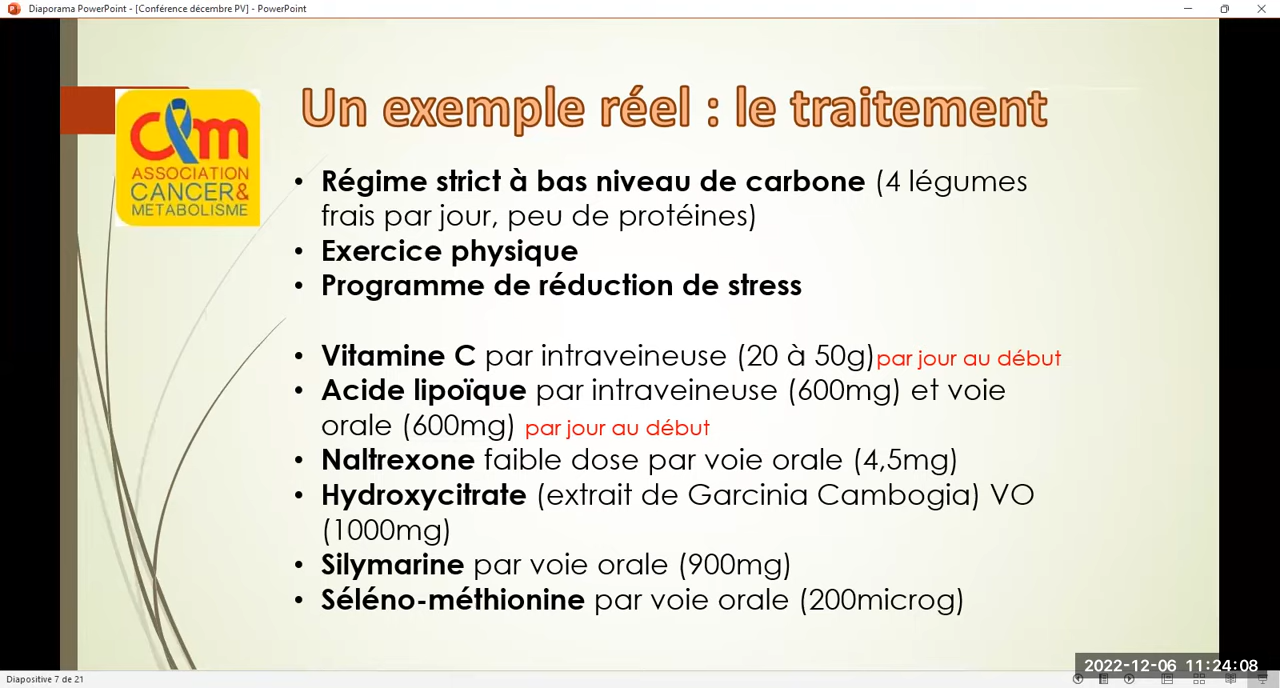 Diaporama PowerPoint - [Conférence décembre PV] - PowerPoint
Un exemple réel : le traitement
c&m
ASSOCIATION
CANCER&
METABOLISME
• Régime strict à bas niveau de carbone (4 légumes
frais par jour, peu de protéines)
• Exercice physique
• Programme de réduction de stress
• Vitamine C par intraveineuse (20 à 50g)par jour au début
• Acide lipoïque par intraveineuse (600mg) et voie
orale (600mg) par jour au début
• Naltrexone faible dose par voie orale (4,5mg)
• Hydroxycitrate (extrait de Garcinia Cambogia) VO
(1000mg)
• Silymarine par voie orale (900mg)
• Séléno-méthionine par voie orale (200microg)
2022-12-06 11:24:08
Diapositive 7 de 21